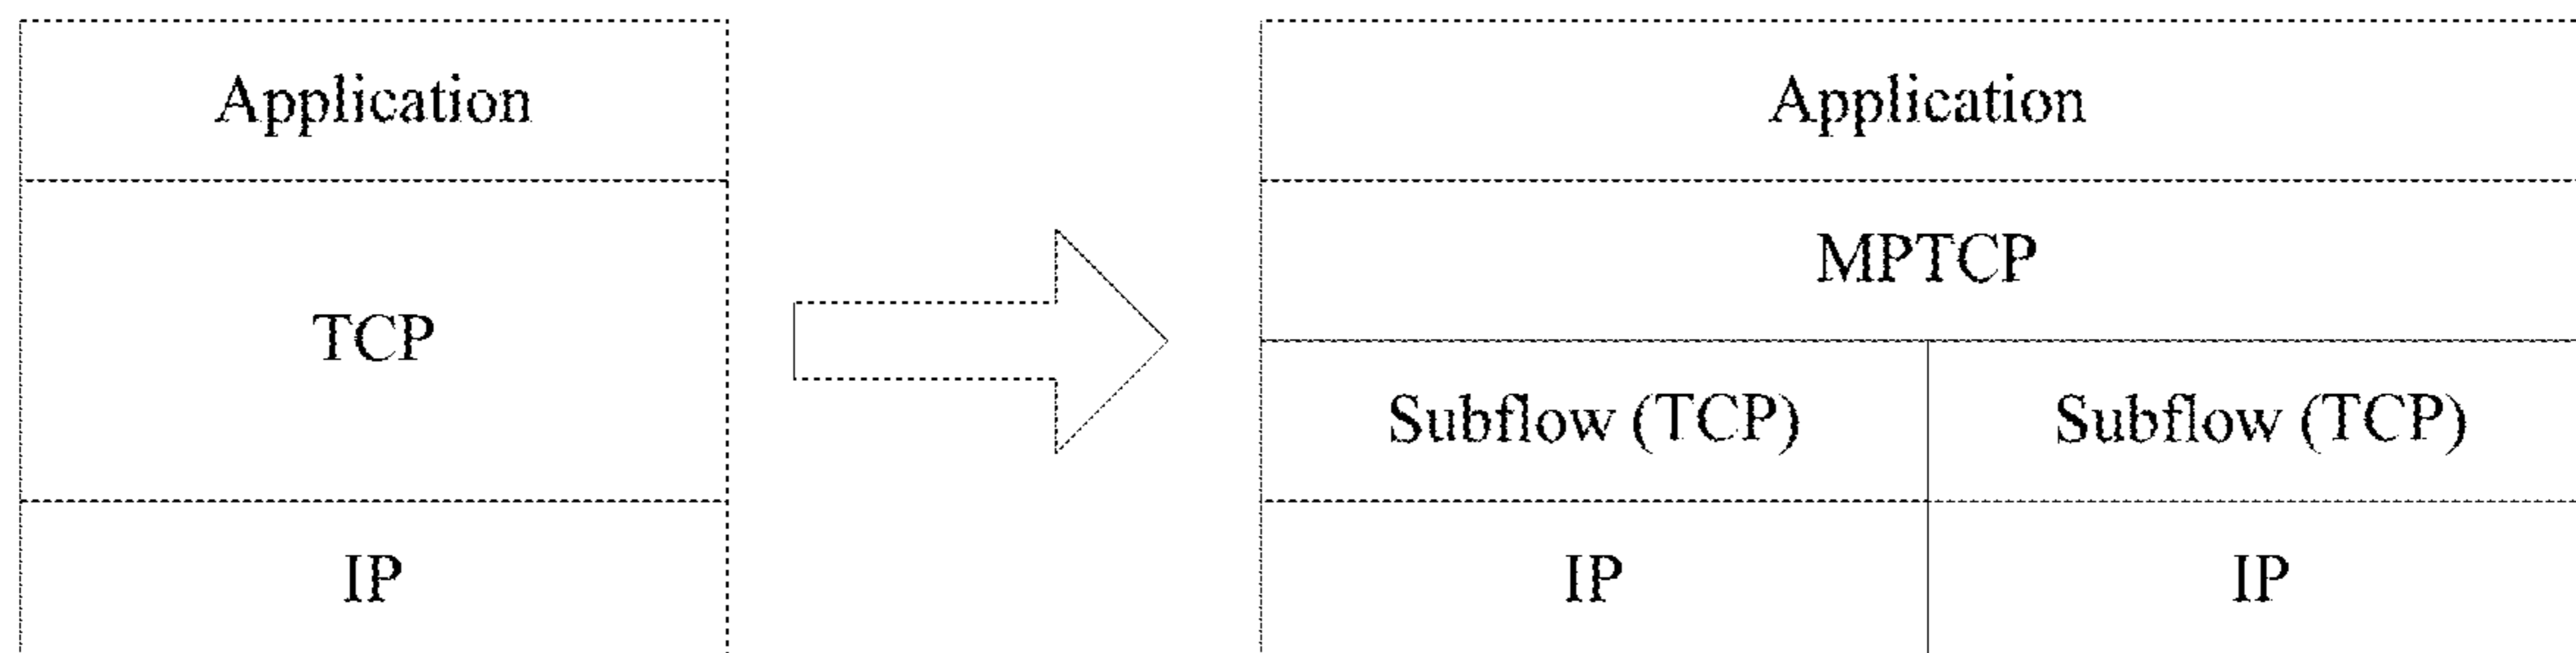 Application
TCP
IP
Application
MPTCP
Subflow (TCP)
Subflow (TCP)
IP
IP